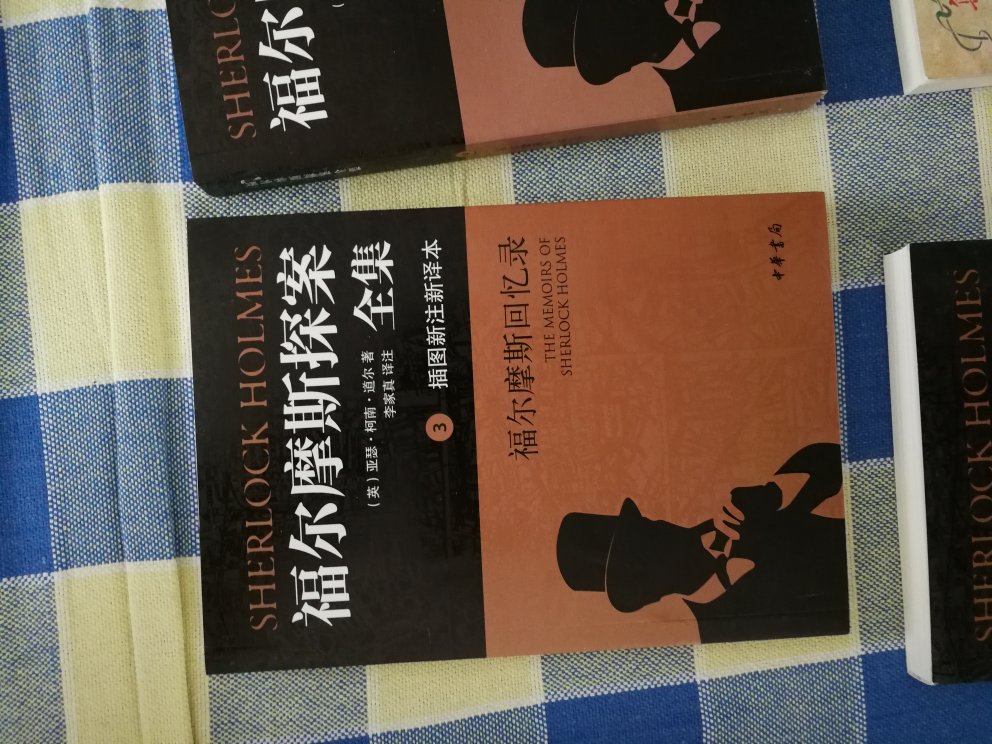 SHERLOCK HOLMES
福尔摩斯探案
全集
（英）亚瑟·柯南·道尔 著
李家真 译注
3
插图新注新译本
福尔摩斯回忆录
THE MEMOIRS OF
SHERLOCK HOLMES
中华书局
SHERLO
福尔
SHERLOCK HOLMES